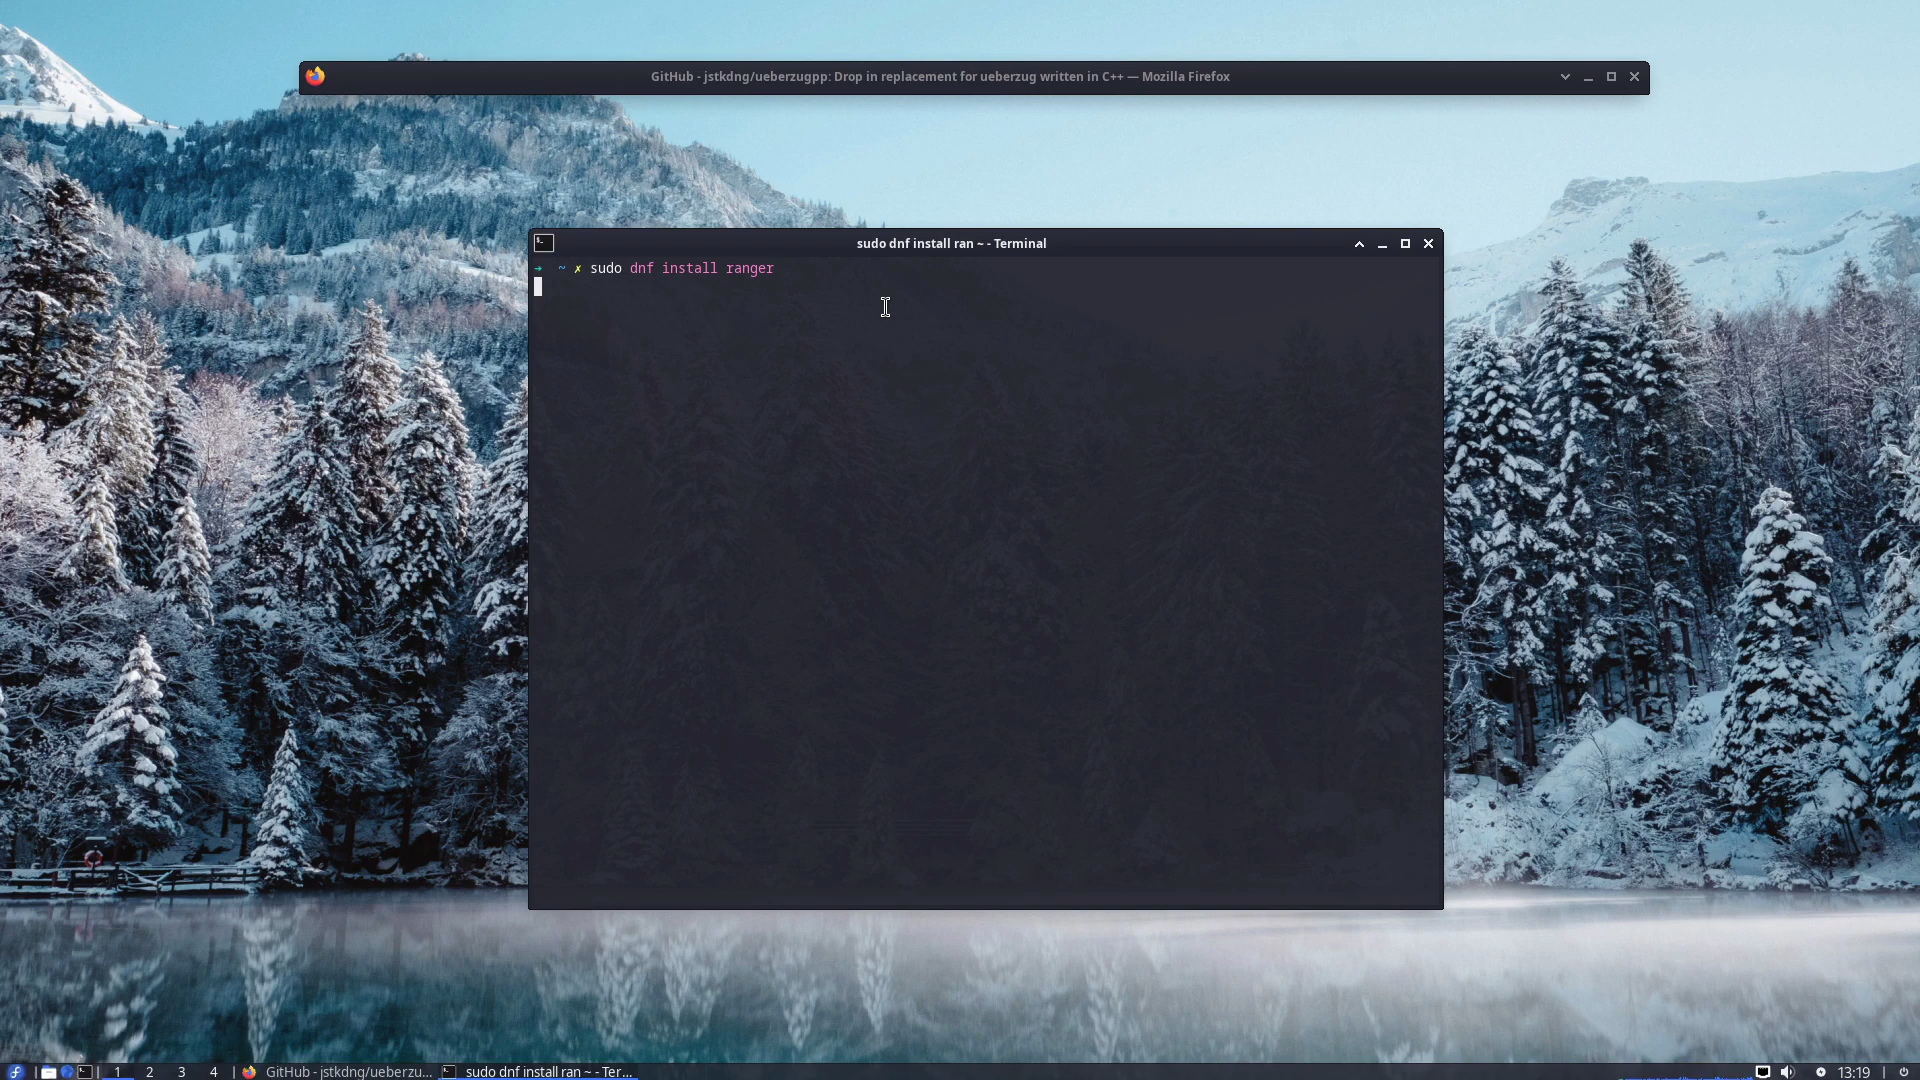 GitHub - jstkdng/ueberzugpp: Drop in replacement for ueberzug written in C++ — Mozilla Firefox
sudo dnf install ran ~ - Terminal
➜ ~ ✗ sudo dnf install ranger
1 2 3 4 | GitHub - jstkdng/ueberzu... sudo dnf install ran ~ - Ter... 13:19